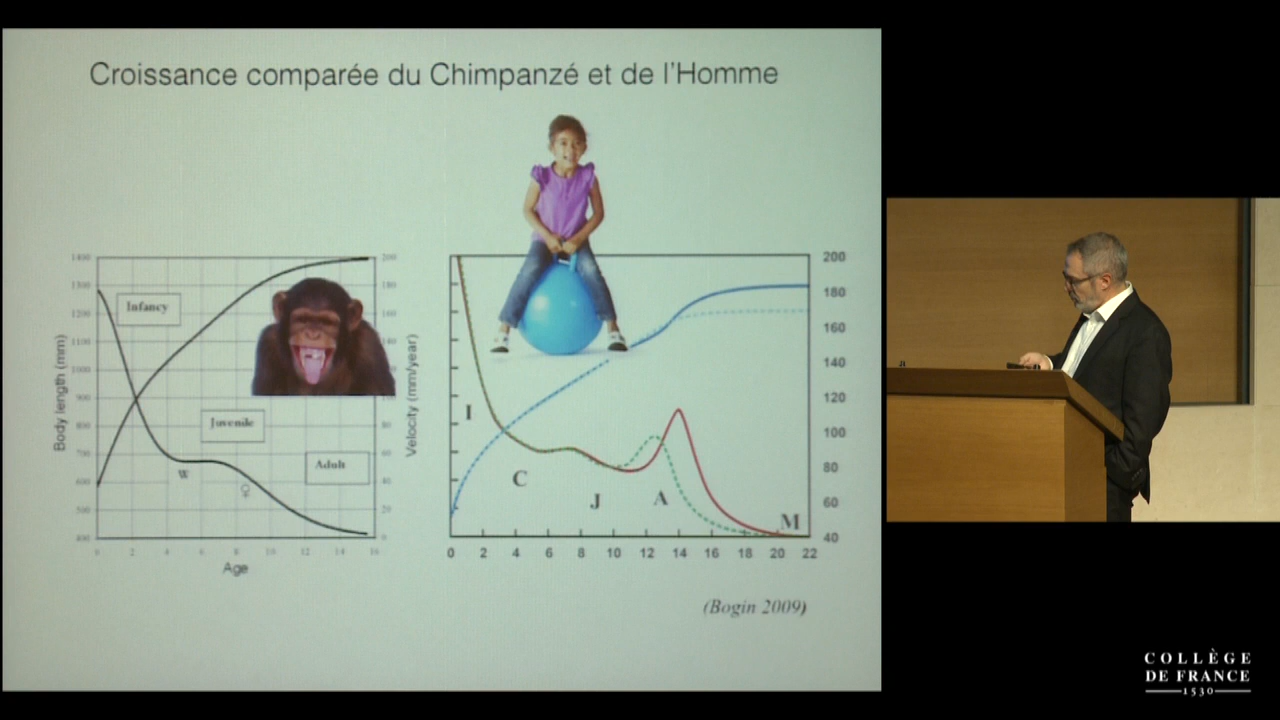 Croissance comparée du Chimpanzé et de l'Homme
1400
1300
1200
1100
1000
900
800
700
600
500
400
Body length (mm)
Infancy
Juvenile
Adult
W
♀
200
180
160
80
60
40
20
0
Velocity (mm/year)
0 2 4 6 8 10 12 14 16
Age
I
C
J
A
M
200
180
160
140
120
100
80
60
40
0 2 4 6 8 10 12 14 16 18 20 22
(Bogin 2009)
COLLÈGE
DE FRANCE
1530